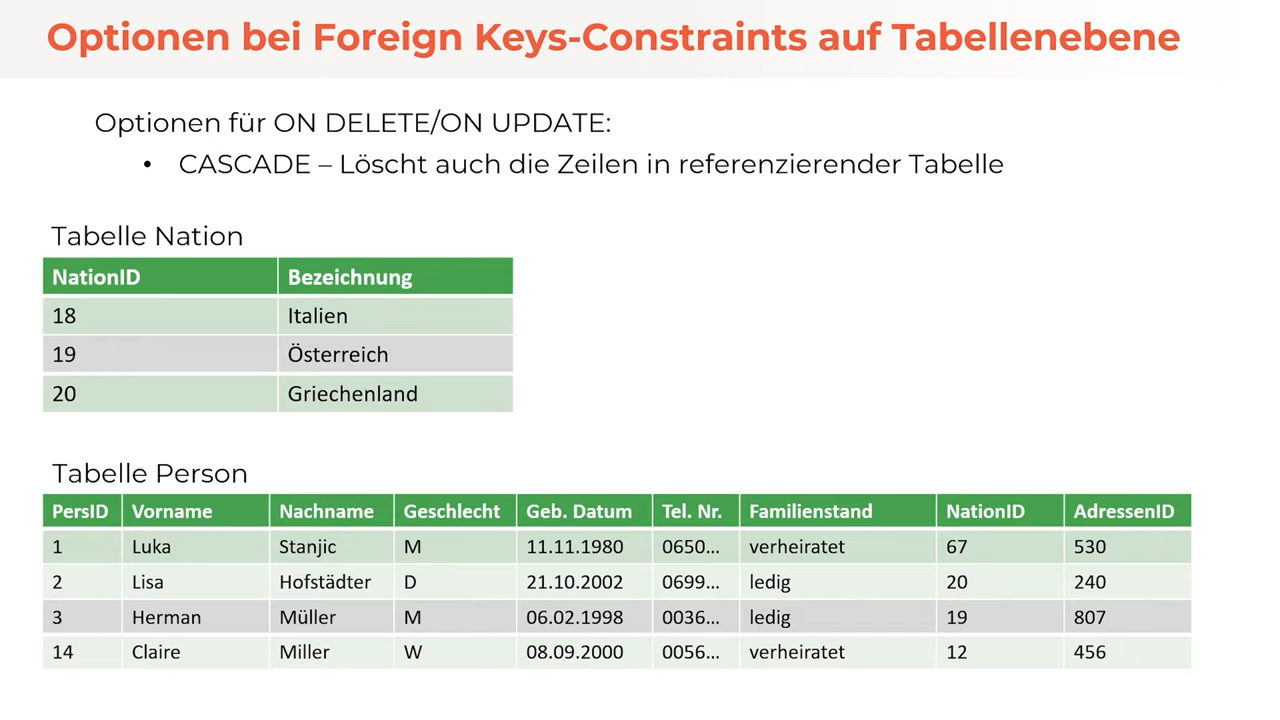 Optionen bei Foreign Keys-Constraints auf Tabellenebene
Optionen für ON DELETE/ON UPDATE:
• CASCADE – Löscht auch die Zeilen in referenzierender Tabelle
Tabelle Nation
NationID Bezeichnung
18 Italien
19 Österreich
20 Griechenland
Tabelle Person
PersID Vorname Nachname Geschlecht Geb. Datum Tel. Nr. Familienstand NationID AdressenID
1 Luka Stanjic M 11.11.1980 0650... verheiratet 67 530
2 Lisa Hofstädter D 21.10.2002 0699... ledig 20 240
3 Herman Müller M 06.02.1998 0036... ledig 19 807
14 Claire Miller W 08.09.2000 0056... verheiratet 12 456